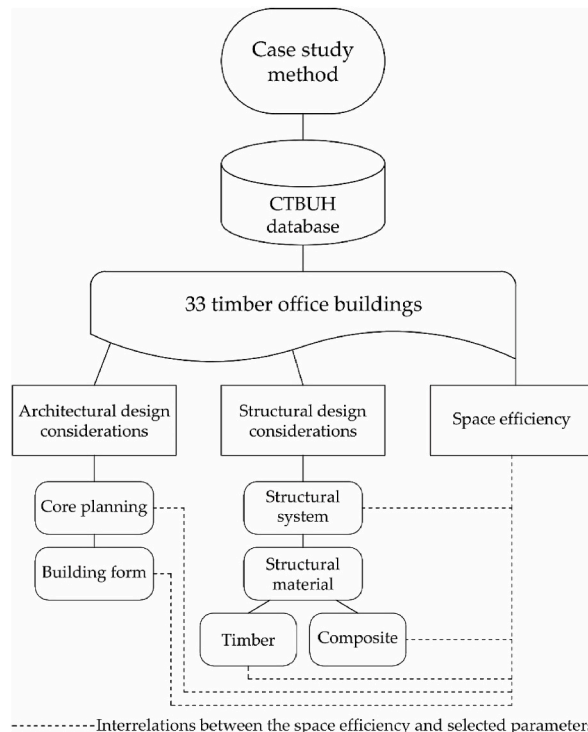 Case study
method
CTBUH
database
33 timber office buildings
Architectural design
considerations
Structural design
considerations
Space efficiency
Core planning
Structural
system
Building form
Structural
material
Timber
Composite
Interrelations between the space efficiency and selected parameter